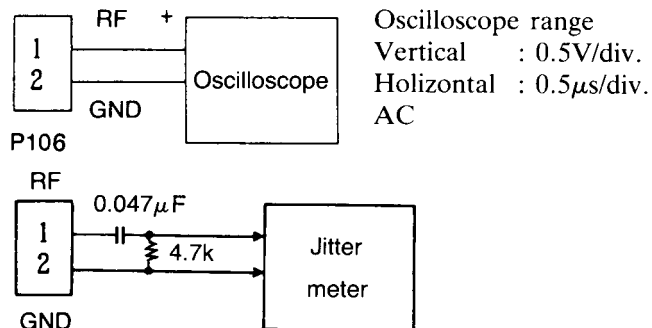 RF +
1
2
Oscilloscope
GND
P106
Oscilloscope range
Vertical : 0.5V/div.
Holizontal : 0.5μs/div.
AC
RF
0.047μF
1
2
4.7k
Jitter
meter
GND